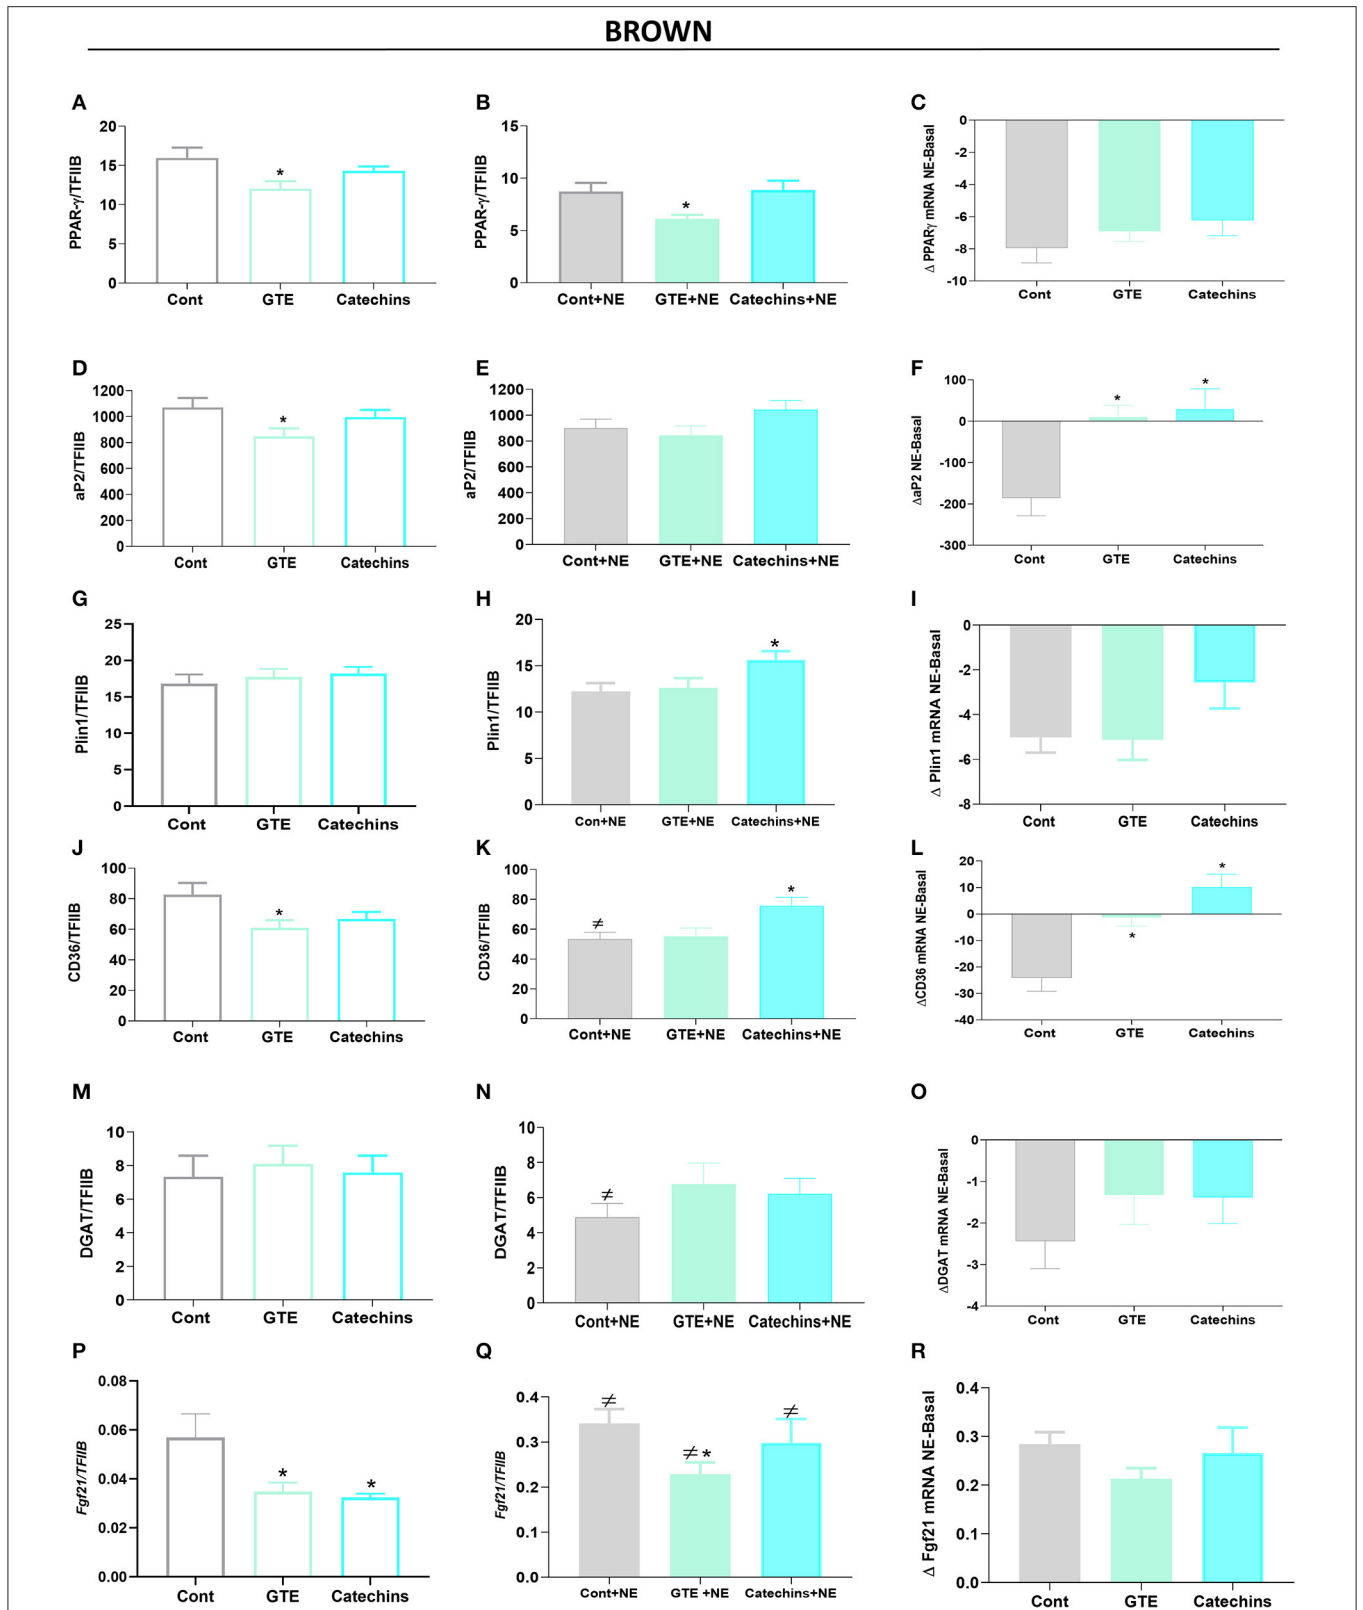 BROWN
A
20
15
10
5
0
PPAR-γ/TFIIB
*
Cont GTE Catechins
B
15
10
5
0
PPAR-γ/TFIIB
*
Cont+NE GTE+NE Catechins+NE
C
0
-2
-4
-6
-8
-10
Δ PPARγ mRNA NE-Basal
Cont GTE Catechins
D
1200
1000
800
600
400
200
0
aP2/TFIIB
*
Cont GTE Catechins
E
1200
1000
800
600
400
200
0
aP2/TFIIB
Cont+NE GTE+NE Catechins+NE
F
100
0
-100
-200
-300
ΔaP2 NE-Basal
* *
Cont GTE Catechins
G
25
20
15
10
5
0
Plin1/TFIIB
Cont GTE Catechins
H
20
15
10
5
0
Plin1/TFIIB
*
Con+NE GTE+NE Catechins+NE
I
0
-2
-4
-6
-8
Δ Plin1 mRNA NE-Basal
Cont GTE Catechins
J
100
80
60
40
20
0
CD36/TFIIB
*
Cont GTE Catechins
K
100
80
60
40
20
0
CD36/TFIIB
≠ *
Cont+NE GTE+NE Catechins+NE
L
20
10
0
-10
-20
-30
-40
ΔCD36 mRNA NE-Basal
* *
Cont GTE Catechins
M
10
8
6
4
2
0
DGAT/TFIIB
Cont GTE Catechins
N
10
8
6
4
2
0
DGAT/TFIIB
≠
Cont+NE GTE+NE Catechins+NE
O
0
-1
-2
-3
-4
ΔDGAT mRNA NE-Basal
Cont GTE Catechins
P
0.08
0.06
0.04
0.02
0.00
Fgf21/TFIIB
* *
Cont GTE Catechins
Q
0.4
0.3
0.2
0.1
0.0
Fgf21/TFIIB
≠ ≠ * ≠
Cont+NE GTE +NE Catechins+NE
R
0.4
0.3
0.2
0.1
0.0
Δ Fgf21 mRNA NE-Basal
Cont GTE Catechins